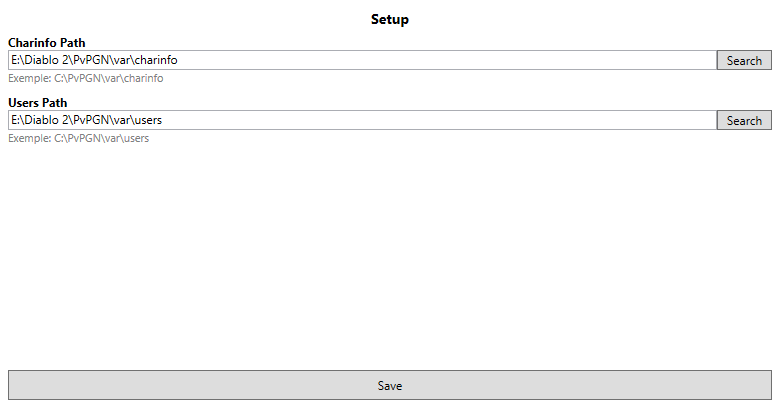 Setup
Charinfo Path
E:\Diablo 2\PvPGN\var\charinfo Search
Exemple: C:\PvPGN\var\charinfo
Users Path
E:\Diablo 2\PvPGN\var\users Search
Exemple: C:\PvPGN\var\users
Save